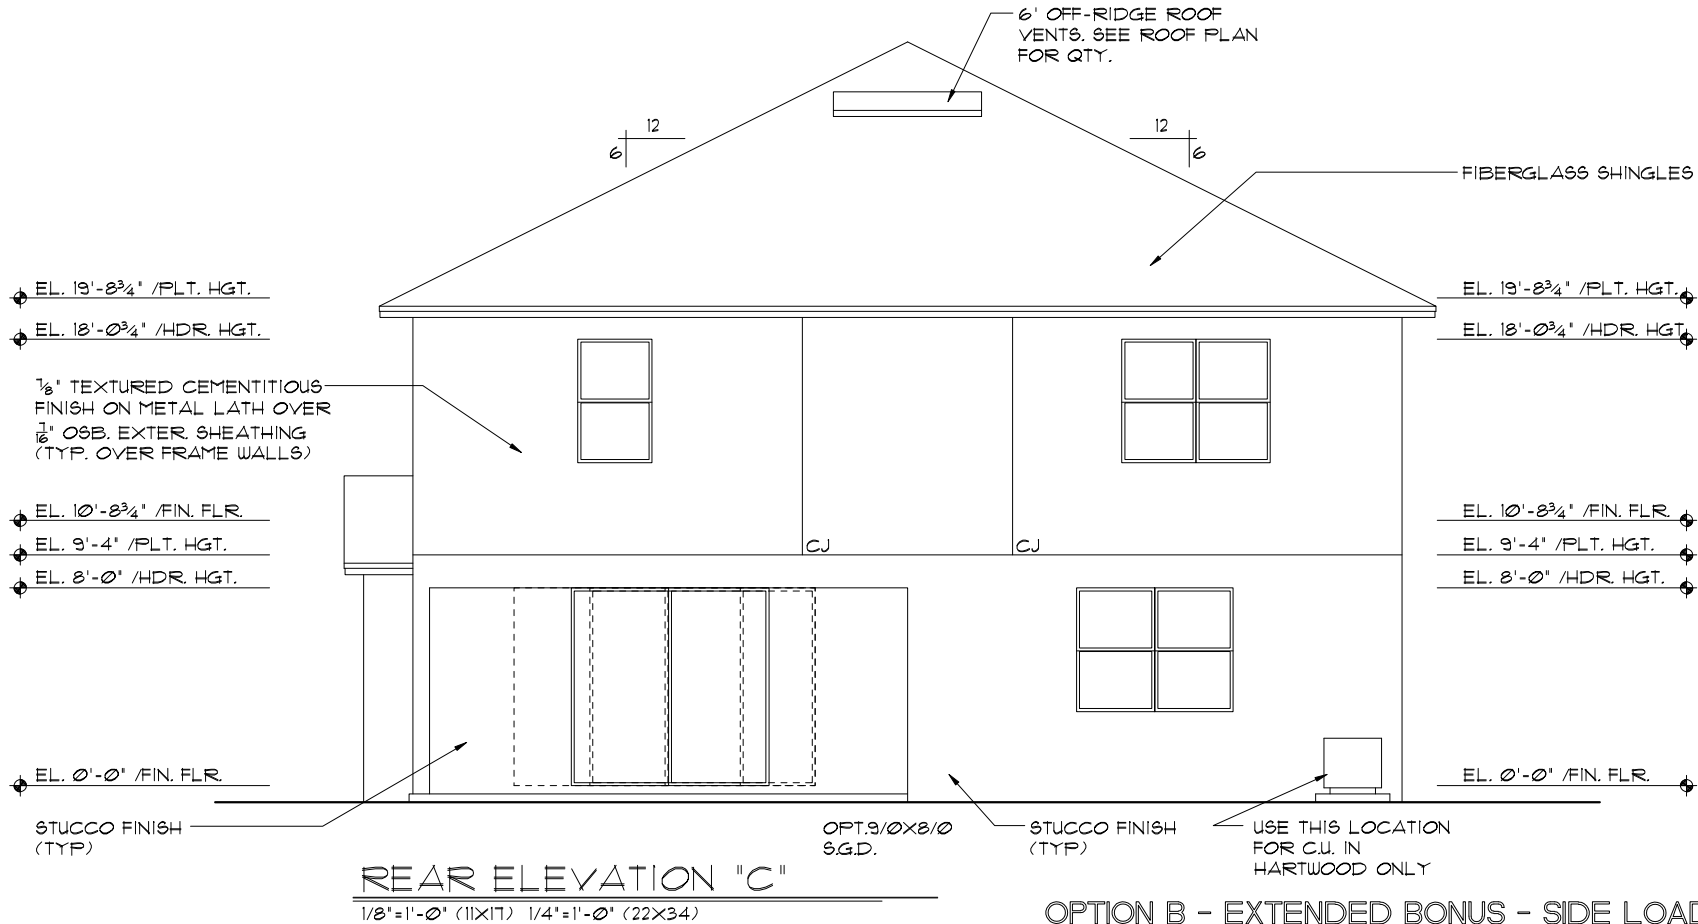 6' OFF-RIDGE ROOF
VENTS. SEE ROOF PLAN
FOR QTY.
12
6
12
6
FIBERGLASS SHINGLES
EL. 19'-8¾" /PLT. HGT.
EL. 19'-8¾" /PLT. HGT.
EL. 18'-0¾" /HDR. HGT.
EL. 18'-0¾" /HDR. HGT.
⅞" TEXTURED CEMENTITIOUS
FINISH ON METAL LATH OVER
7/16" OSB. EXTER. SHEATHING
(TYP. OVER FRAME WALLS)
EL. 10'-8¾" /FIN. FLR.
EL. 10'-8¾" /FIN. FLR.
EL. 9'-4" /PLT. HGT.
CJ
CJ
EL. 9'-4" /PLT. HGT.
EL. 8'-0" /HDR. HGT.
EL. 8'-0" /HDR. HGT.
EL. 0'-0" /FIN. FLR.
EL. 0'-0" /FIN. FLR.
STUCCO FINISH
(TYP)
OPT.9/0X8/0
S.G.D.
STUCCO FINISH
(TYP)
USE THIS LOCATION
FOR C.U. IN
HARTWOOD ONLY
REAR ELEVATION "C"
1/8"=1'-0" (11X17) 1/4"=1'-0" (22X34)
OPTION B - EXTENDED BONUS - SIDE LOAD